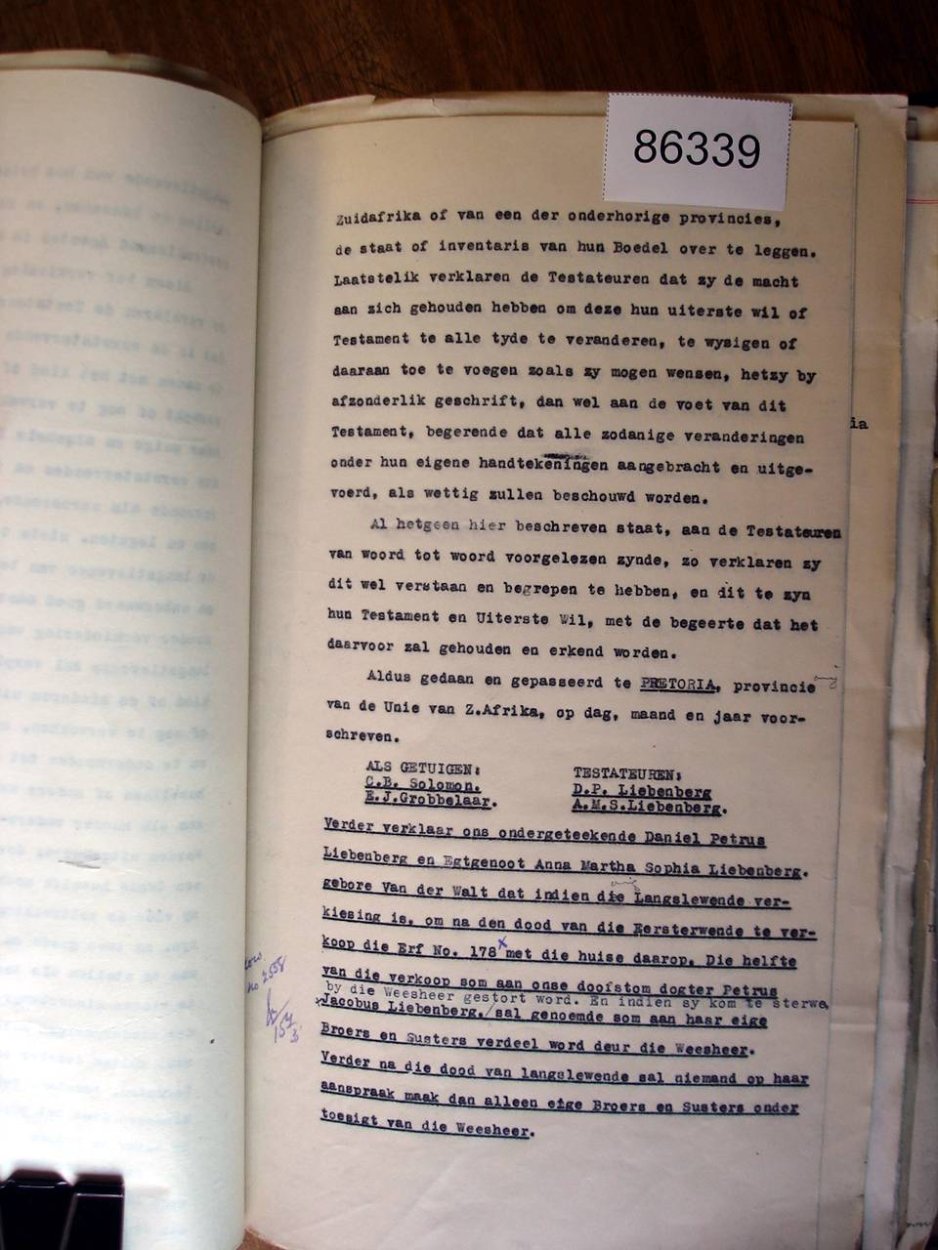 86339
Zuidafrika of van een der onderhorige provincies,
de staat of inventaris van hun Boedel over te leggen.
Laatstelik verklaren de Testateuren dat zy de macht
aan zich gehouden hebben om deze hun uiterste wil of
Testament te alle tyde te veranderen, te wysigen of
daaraan toe te voegen zoals zy mogen wensen, hetzy by
afzonderlik geschrift, dan wel aan de voet van dit
Testament, begerende dat alle zodanige veranderingen
onder hun eigene handtekeningen aangebracht en uitge-
voerd, als wettig zullen beschouwd worden.
Al hetgeen hier beschreven staat, aan de Testateuren
van woord tot woord voorgelezen zynde, zo verklaren zy
dit wel verstaan en begrepen te hebben, en dit te zyn
hun Testament en Uiterste Wil, met de begeerte dat het
daarvoor zal gehouden en erkend worden.
Aldus gedaan en gepasseerd te PRETORIA, provincie
van de Unie van Z.Afrika, op dag, maand en jaar voor-
schreven.
ALS GETUIGEN: TESTATEUREN:
C.B. Solomon. D.P. Liebenberg
E.J.Grobbelaar. A.M.S.Liebenberg.
Verder verklaar ons ondergeteekende Daniel Petrus
Liebenberg en Egtgenoot Anna Martha Sophia Liebenberg.
gebore Van der Walt dat indien die Langslewende ver-
kiesing is, om na den dood van die Eersterwende te ver-
koop die Erf No. 178 x met die huise daarop. Die helfte
van die verkoop som aan onse doofstom dogter Petrus
by die Weesheer gestort word. En indien sy kom te sterwe
x Jacobus Liebenberg./sal genoemde som aan haar eige
Broers en Susters verdeel word deur die Weesheer.
Verder na die dood van langslewende sal niemand op haar
aanspraak maak dan alleen eige Broers en Susters onder
toesigt van die Weesheer.
ia